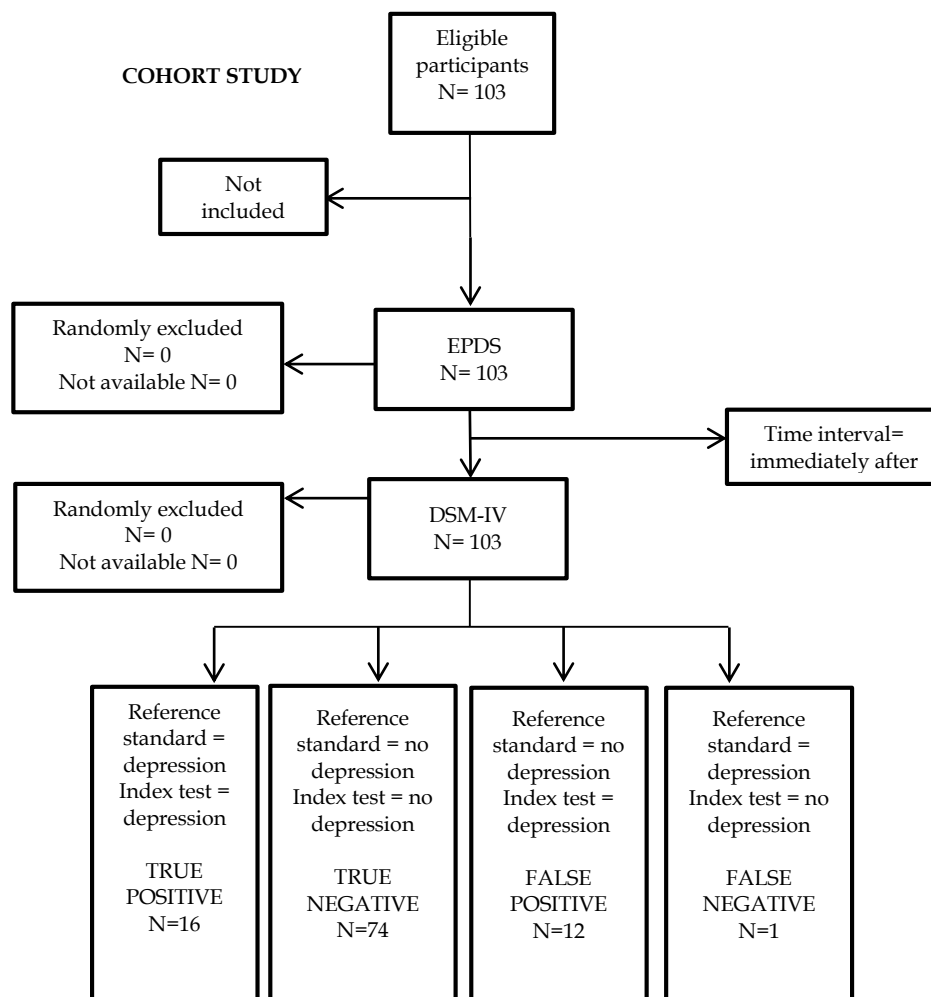 Eligible
participants
N= 103
COHORT STUDY
Not
included
Randomly excluded
N= 0
Not available N= 0
EPDS
N= 103
Time interval=
immediately after
Randomly excluded
N= 0
Not available N= 0
DSM-IV
N= 103
Reference
standard =
depression
Index test =
depression
TRUE
POSITIVE
N=16
Reference
standard = no
depression
Index test = no
depression
TRUE
NEGATIVE
N=74
Reference
standard = no
depression
Index test =
depression
FALSE
POSITIVE
N=12
Reference
standard =
depression
Index test = no
depression
FALSE
NEGATIVE
N=1